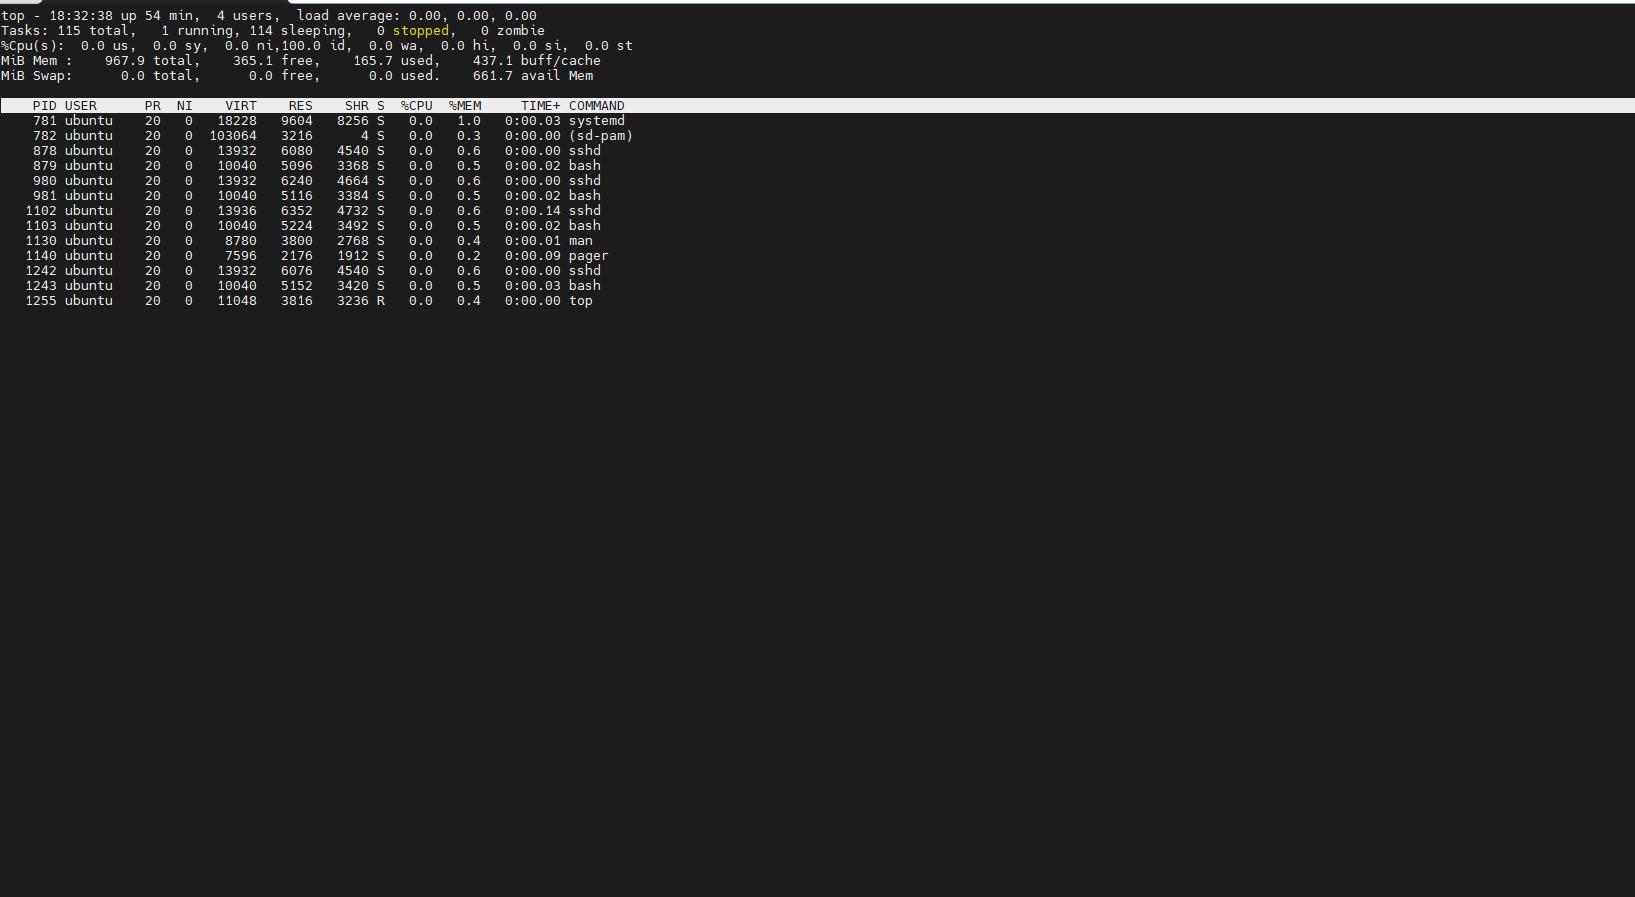 top - 18:32:38 up 54 min,  4 users,  load average: 0.00, 0.00, 0.00
Tasks: 115 total,   1 running, 114 sleeping,   0 stopped,   0 zombie
%Cpu(s):  0.0 us,  0.0 sy,  0.0 ni,100.0 id,  0.0 wa,  0.0 hi,  0.0 si,  0.0 st
MiB Mem :    967.9 total,    365.1 free,    165.7 used,    437.1 buff/cache
MiB Swap:      0.0 total,      0.0 free,      0.0 used.    661.7 avail Mem
PID USER      PR  NI    VIRT    RES    SHR S  %CPU  %MEM     TIME+ COMMAND
781 ubuntu    20   0   18228   9604   8256 S   0.0   1.0   0:00.03 systemd
782 ubuntu    20   0  103064   3216      4 S   0.0   0.3   0:00.00 (sd-pam)
878 ubuntu    20   0   13932   6080   4540 S   0.0   0.6   0:00.00 sshd
879 ubuntu    20   0   10040   5096   3368 S   0.0   0.5   0:00.02 bash
980 ubuntu    20   0   13932   6240   4664 S   0.0   0.6   0:00.00 sshd
981 ubuntu    20   0   10040   5116   3384 S   0.0   0.5   0:00.02 bash
1102 ubuntu    20   0   13936   6352   4732 S   0.0   0.6   0:00.14 sshd
1103 ubuntu    20   0   10040   5224   3492 S   0.0   0.5   0:00.02 bash
1130 ubuntu    20   0    8780   3800   2768 S   0.0   0.4   0:00.01 man
1140 ubuntu    20   0    7596   2176   1912 S   0.0   0.2   0:00.09 pager
1242 ubuntu    20   0   13932   6076   4540 S   0.0   0.6   0:00.00 sshd
1243 ubuntu    20   0   10040   5152   3420 S   0.0   0.5   0:00.03 bash
1255 ubuntu    20   0   11048   3816   3236 R   0.0   0.4   0:00.00 top